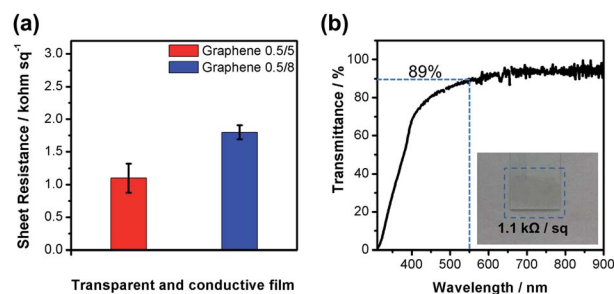 (a)
Sheet Resistance / kohm sq⁻¹
3.0
2.5
2.0
1.5
1.0
0.5
0.0
Graphene 0.5/5
Graphene 0.5/8
Transparent and conductive film
(b)
Transmittance / %
100
80
60
40
20
0
89%
1.1 kΩ / sq
400 500 600 700 800 900
Wavelength / nm